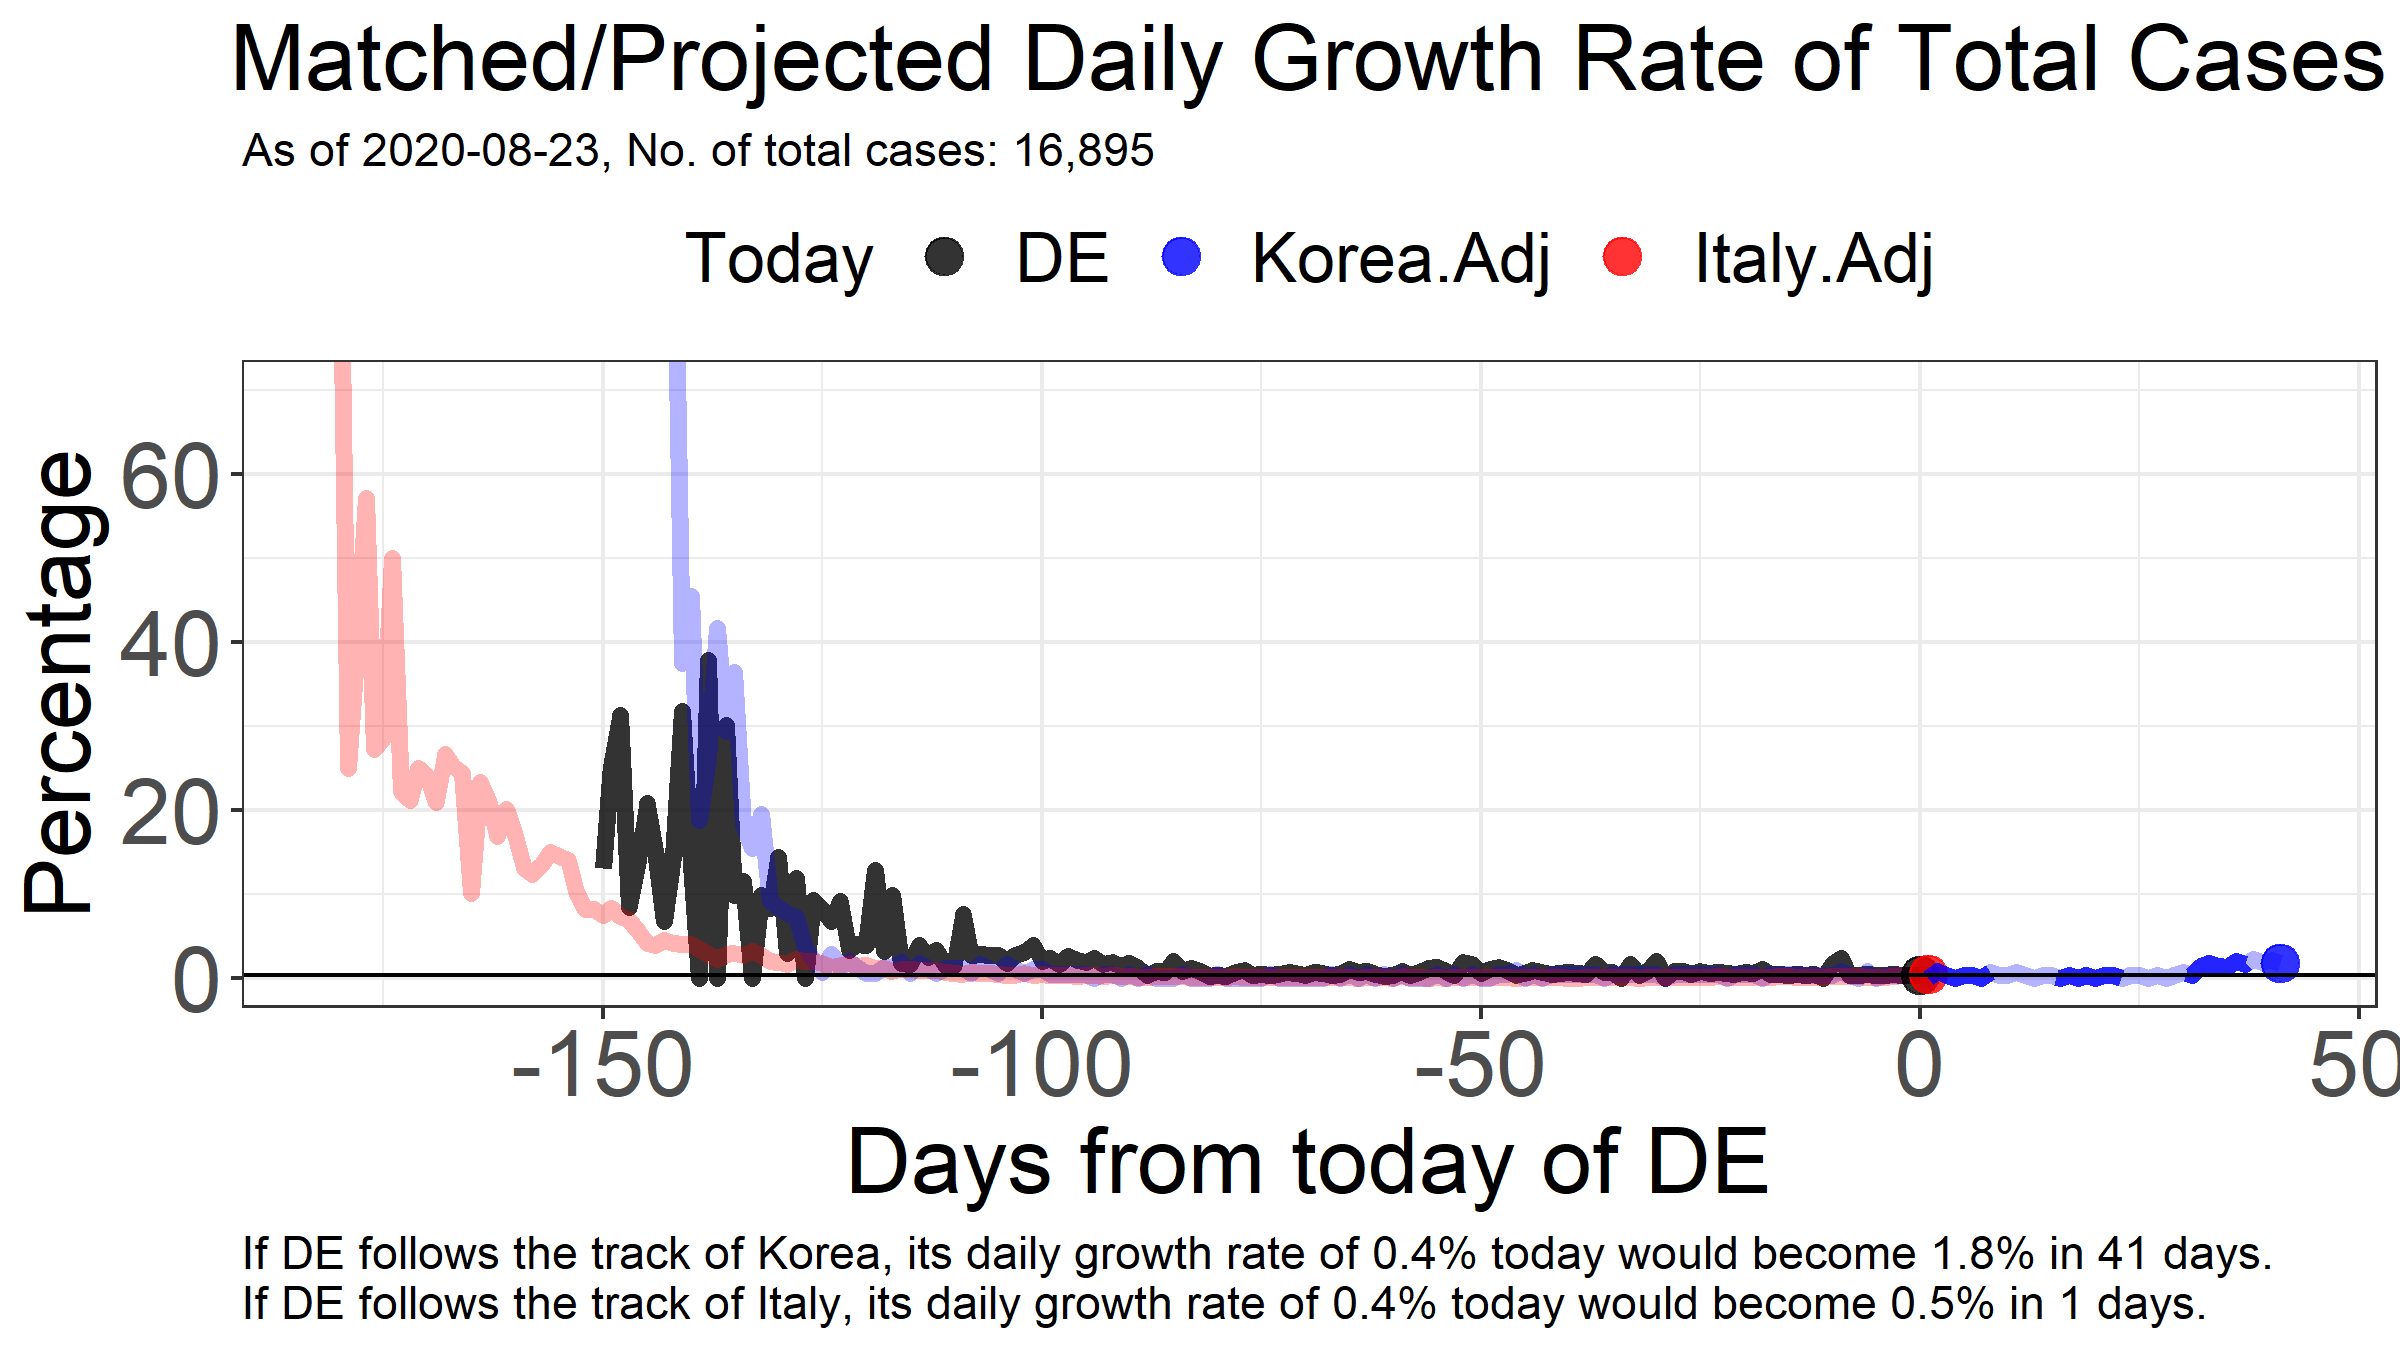 Matched/Projected Daily Growth Rate of Total Cases
As of 2020-08-23, No. of total cases: 16,895
Today DE Korea.Adj Italy.Adj
Percentage
60
40
20
0
-150 -100 -50 0 50
Days from today of DE
If DE follows the track of Korea, its daily growth rate of 0.4% today would become 1.8% in 41 days.
If DE follows the track of Italy, its daily growth rate of 0.4% today would become 0.5% in 1 days.